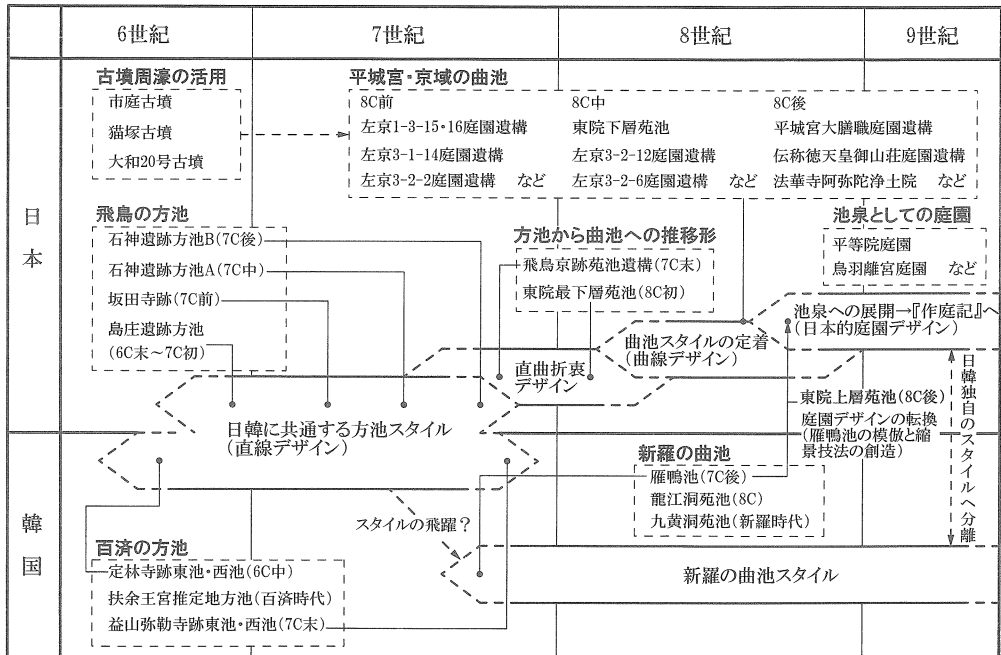 6世紀
7世紀
8世紀
9世紀
日本
韓国
古墳周濠の活用
市庭古墳
猫塚古墳
大和20号古墳
平城宮・京域の曲池
8C前
左京1-3-15・16庭園遺構
左京3-1-14庭園遺構
左京3-2-2庭園遺構 など
8C中
東院下層苑池
左京3-2-12庭園遺構
左京3-2-6庭園遺構 など
8C後
平城宮大膳職庭園遺構
伝称徳天皇御山荘庭園遺構
法華寺阿弥陀浄土院 など
飛鳥の方池
石神遺跡方池B(7C後)
石神遺跡方池A(7C中)
坂田寺跡(7C前)
島庄遺跡方池
(6C末～7C初)
方池から曲池への推移形
飛鳥京跡苑池遺構(7C末)
東院最下層苑池(8C初)
池泉としての庭園
平等院庭園
鳥羽離宮庭園 など
池泉への展開→『作庭記』へ
(日本的庭園デザイン)
曲池スタイルの定着
(曲線デザイン)
直曲折衷
デザイン
日韓に共通する方池スタイル
(直線デザイン)
東院上層苑池(8C後)
庭園デザインの転換
(雁鴨池の模倣と縮
景技法の創造)
日韓独自のスタイルへ分離
新羅の曲池
雁鴨池(7C後)
龍江洞苑池(8C)
九黄洞苑池(新羅時代)
スタイルの飛躍？
新羅の曲池スタイル
百済の方池
定林寺跡東池・西池(6C中)
扶余王宮推定地方池(百済時代)
益山弥勒寺跡東池・西池(7C末)